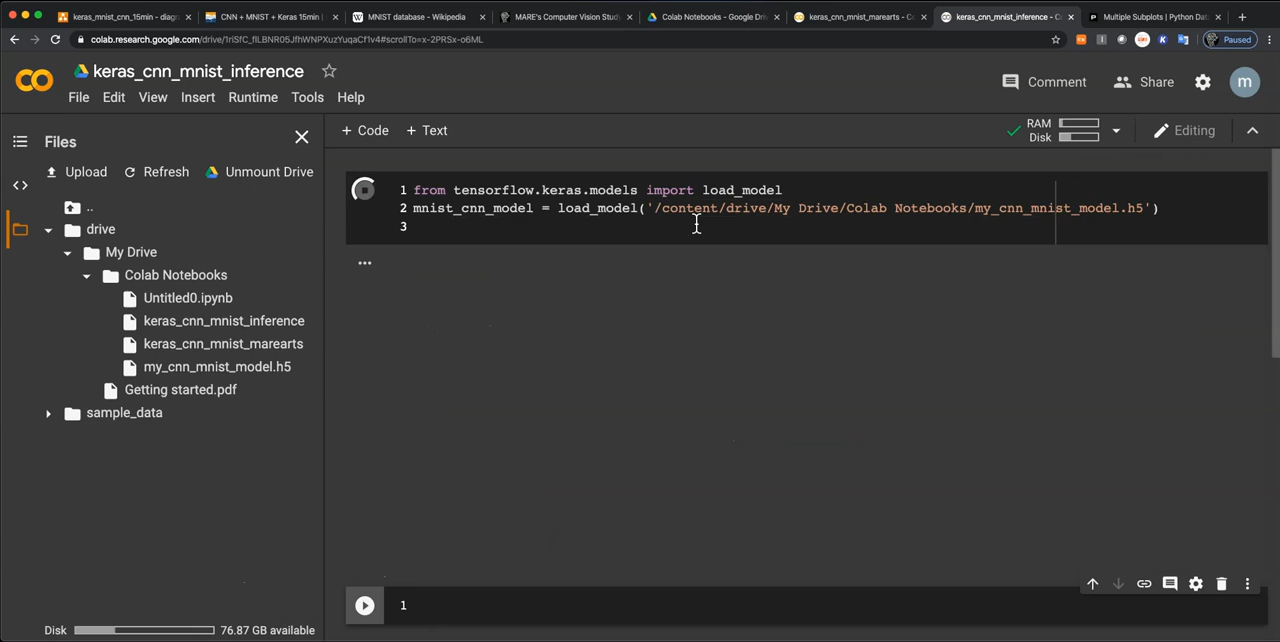 keras_mnist_cnn_15min - diagr
CNN + MNIST + Keras 15min |
MNIST database - Wikipedia
MARE's Computer Vision Study
Colab Notebooks - Google Dri
keras_cnn_mnist_marearts - Co
keras_cnn_mnist_inference - C
Multiple Subplots | Python Dat
colab.research.google.com/drive/1riSfC_flLBNR05JfhWNPXuzYuqaCf1v4#scrollTo=x-2PRSx-o6ML
Paused
keras_cnn_mnist_inference
File Edit View Insert Runtime Tools Help
Comment Share m
Files
+ Code + Text
RAM
Disk
Editing
Upload Refresh Unmount Drive
..
drive
My Drive
Colab Notebooks
Untitled0.ipynb
keras_cnn_mnist_inference
keras_cnn_mnist_marearts
my_cnn_mnist_model.h5
Getting started.pdf
sample_data
1 from tensorflow.keras.models import load_model
2 mnist_cnn_model = load_model('/content/drive/My Drive/Colab Notebooks/my_cnn_mnist_model.h5')
3
...
1
Disk 76.87 GB available